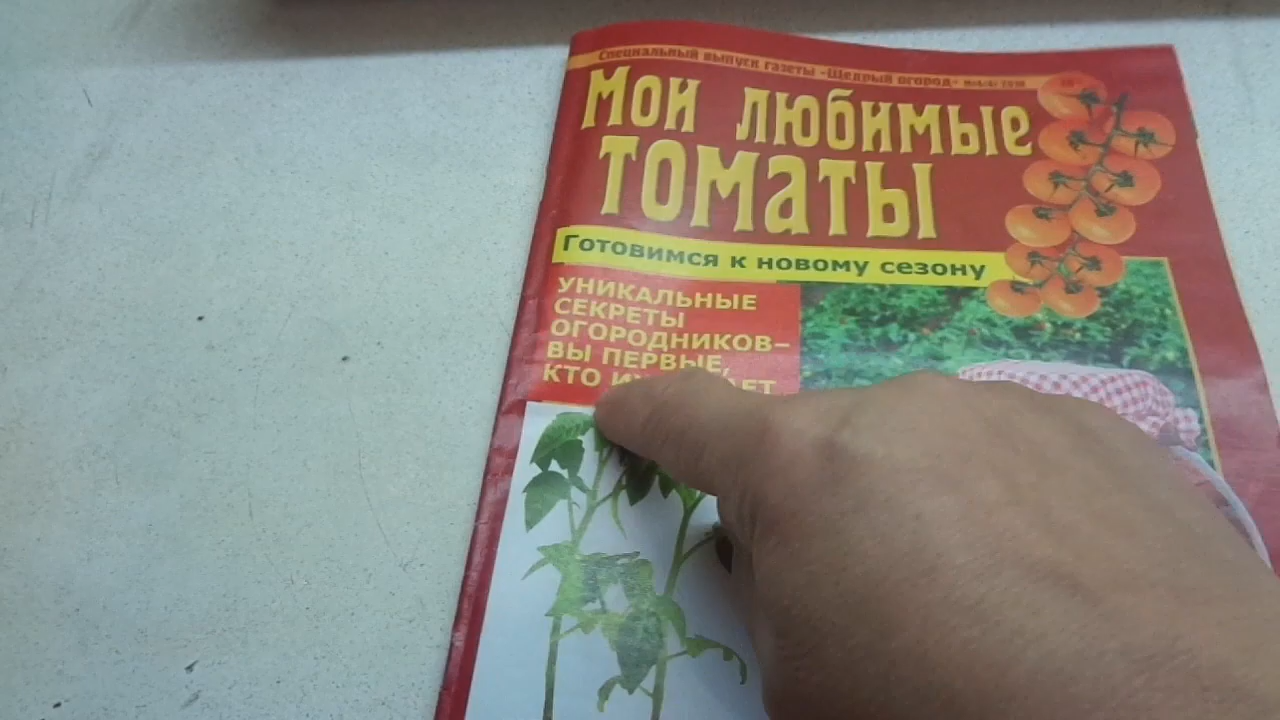 Специальный выпуск газеты «Щедрый огород»
Мои любимые
томаты
Готовимся к новому сезону
УНИКАЛЬНЫЕ
СЕКРЕТЫ
ОГОРОДНИКОВ–
ВЫ ПЕРВЫЕ,
КТО